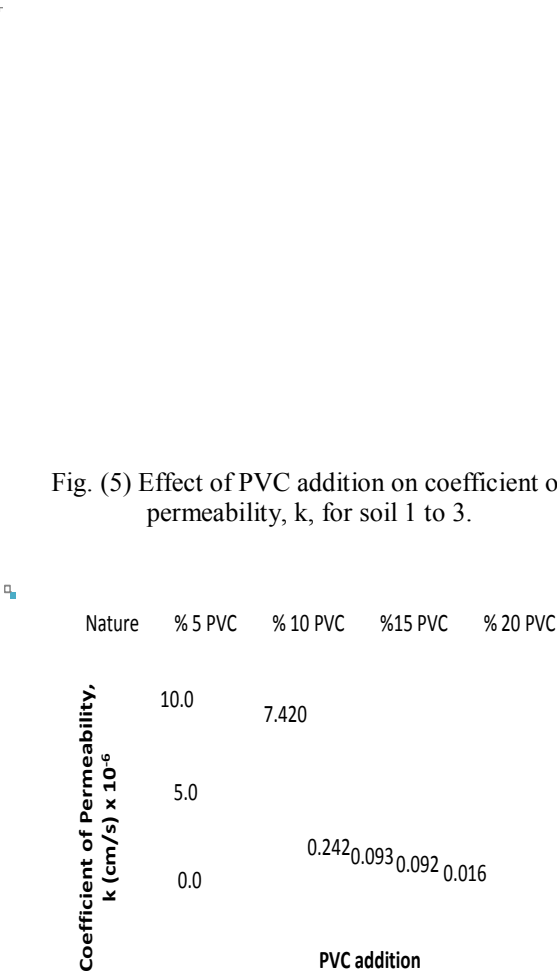 Fig. (5) Effect of PVC addition on coefficient o
permeability, k, for soil 1 to 3.
Nature % 5 PVC % 10 PVC %15 PVC % 20 PVC
Coefficient of Permeability,
k (cm/s) x 10⁻⁶
10.0
7.420
5.0
0.242 0.093 0.092 0.016
0.0
PVC addition